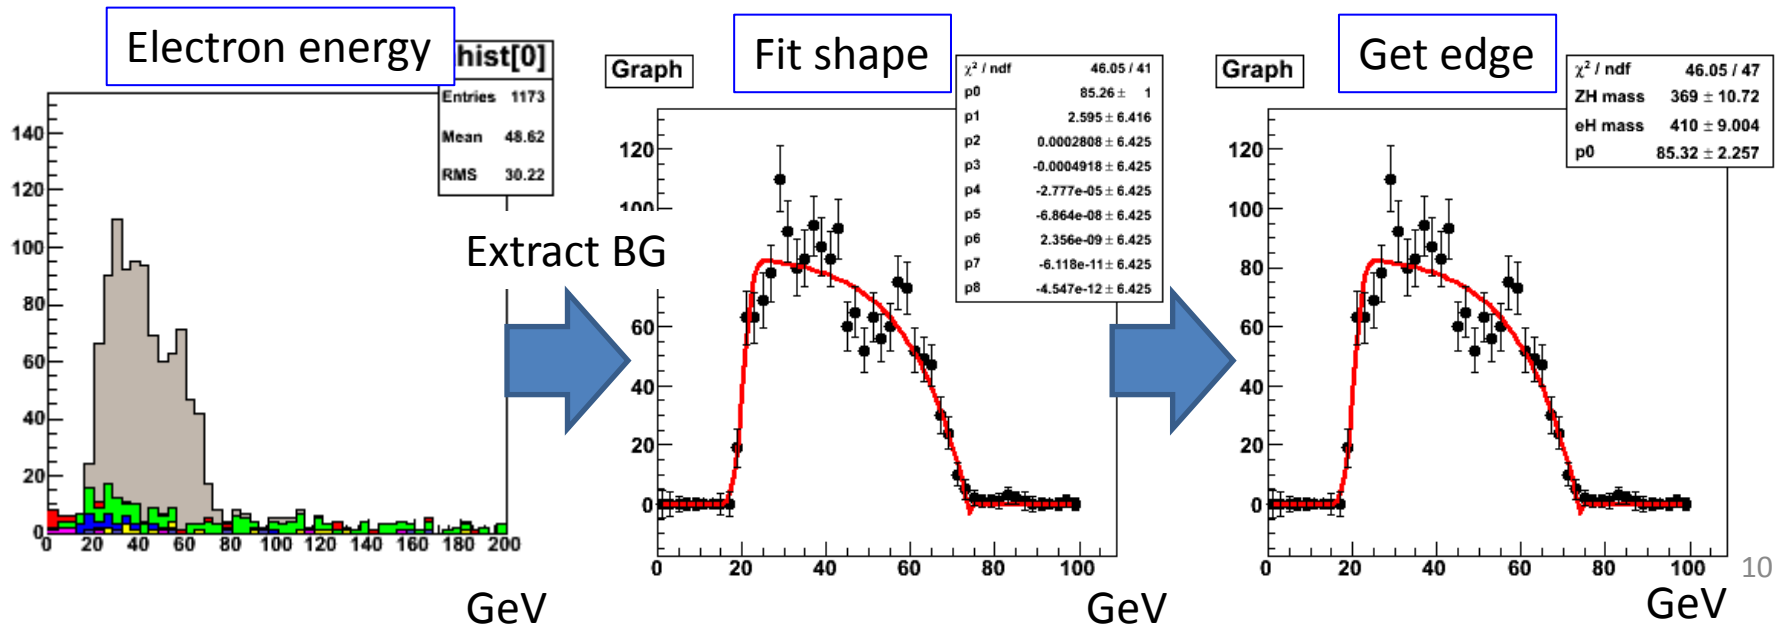 Electron energy
hist[0]
Entries 1173
Mean 48.62
RMS 30.22
140
120
100
80
60
40
20
0
0 20 40 60 80 100 120 140 160 180 200
GeV
Extract BG
Fit shape
Graph
χ² / ndf 46.05 / 41
p0 85.26 ± 1
p1 2.595 ± 6.416
p2 0.0002808 ± 6.425
p3 -0.0004918 ± 6.425
p4 -2.777e-05 ± 6.425
p5 -6.864e-08 ± 6.425
p6 2.356e-09 ± 6.425
p7 -6.118e-11 ± 6.425
p8 -4.547e-12 ± 6.425
120
100
80
60
40
20
0
0 20 40 60 80 100
GeV
Get edge
Graph
χ² / ndf 46.05 / 47
ZH mass 369 ± 10.72
eH mass 410 ± 9.004
p0 85.32 ± 2.257
120
100
80
60
40
20
0
0 20 40 60 80 100
GeV
10